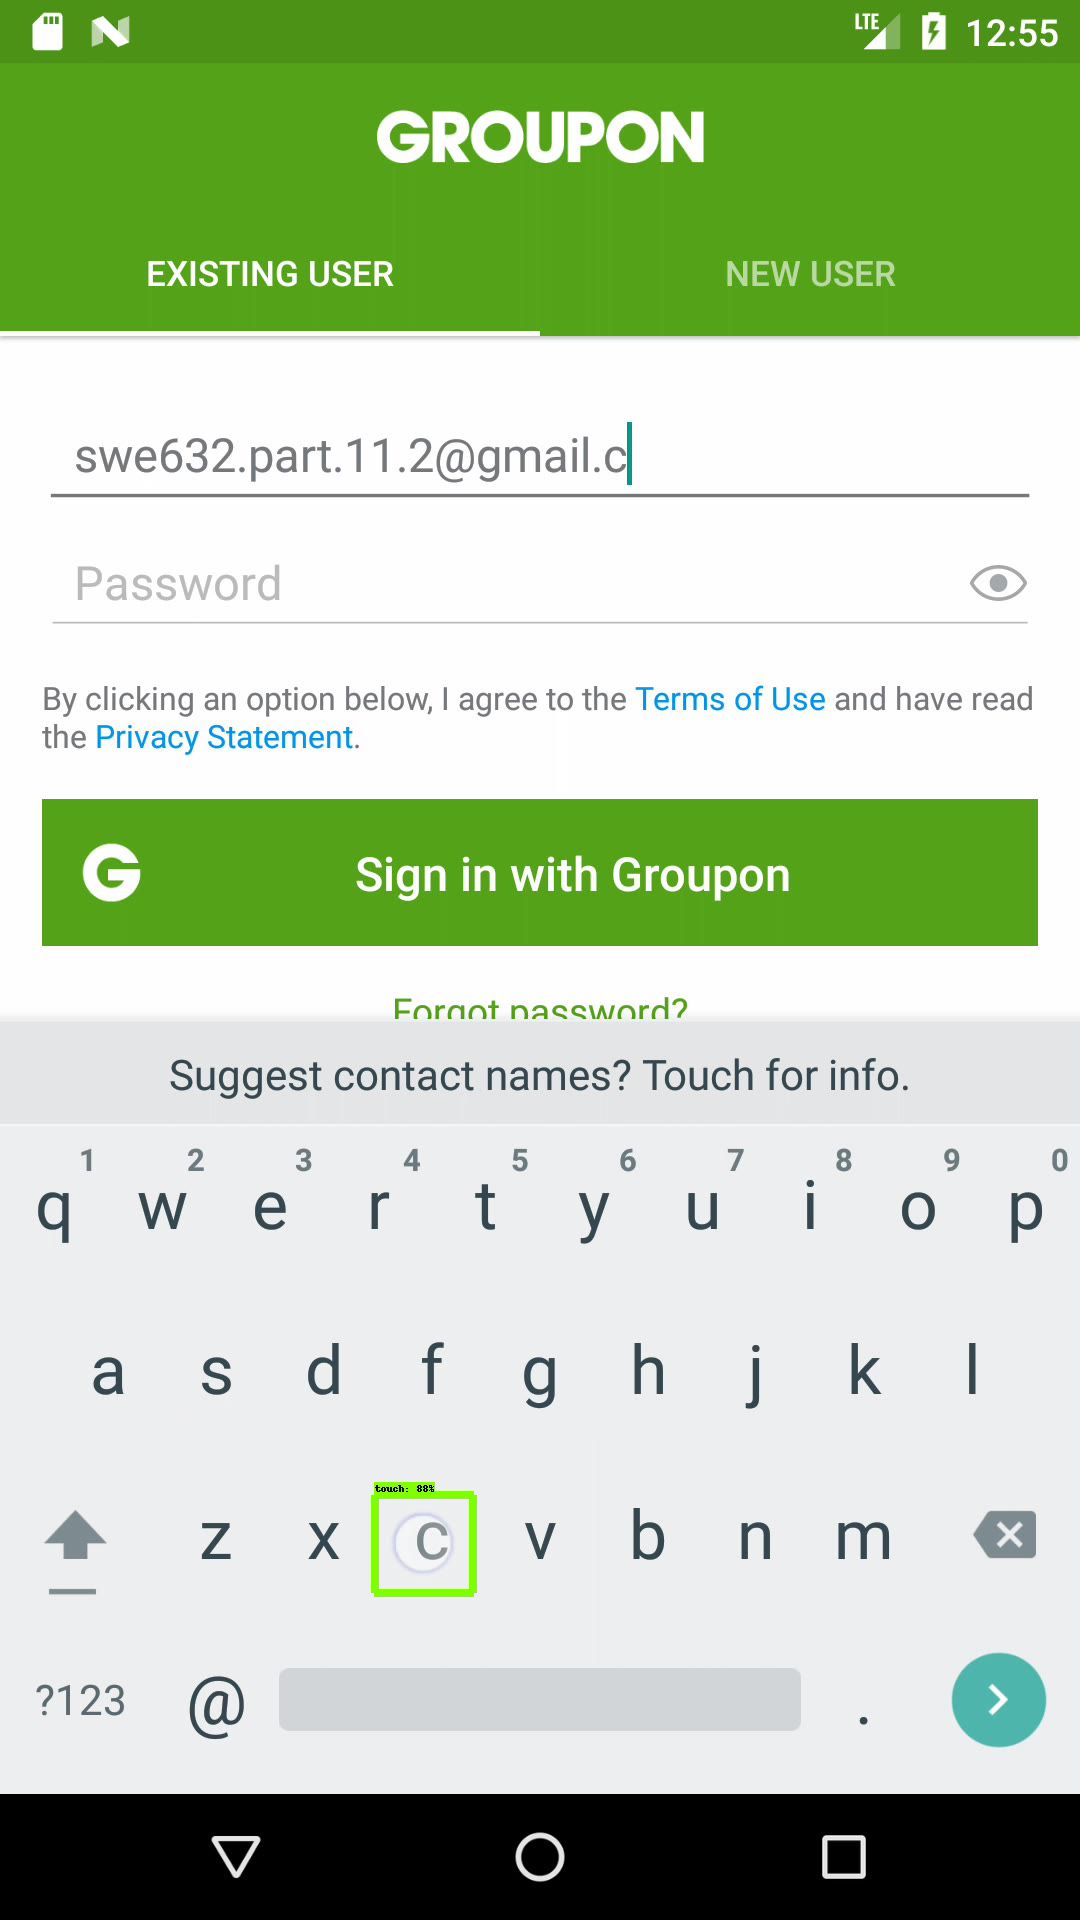 LTE 12:55
GROUPON
EXISTING USER NEW USER
swe632.part.11.2@gmail.c
Password
By clicking an option below, I agree to the Terms of Use and have read
the Privacy Statement.
G Sign in with Groupon
Forgot password?
Suggest contact names? Touch for info.
1 2 3 4 5 6 7 8 9 0
q w e r t y u i o p
a s d f g h j k l
touch: 88%
z x c v b n m
?123 @ .